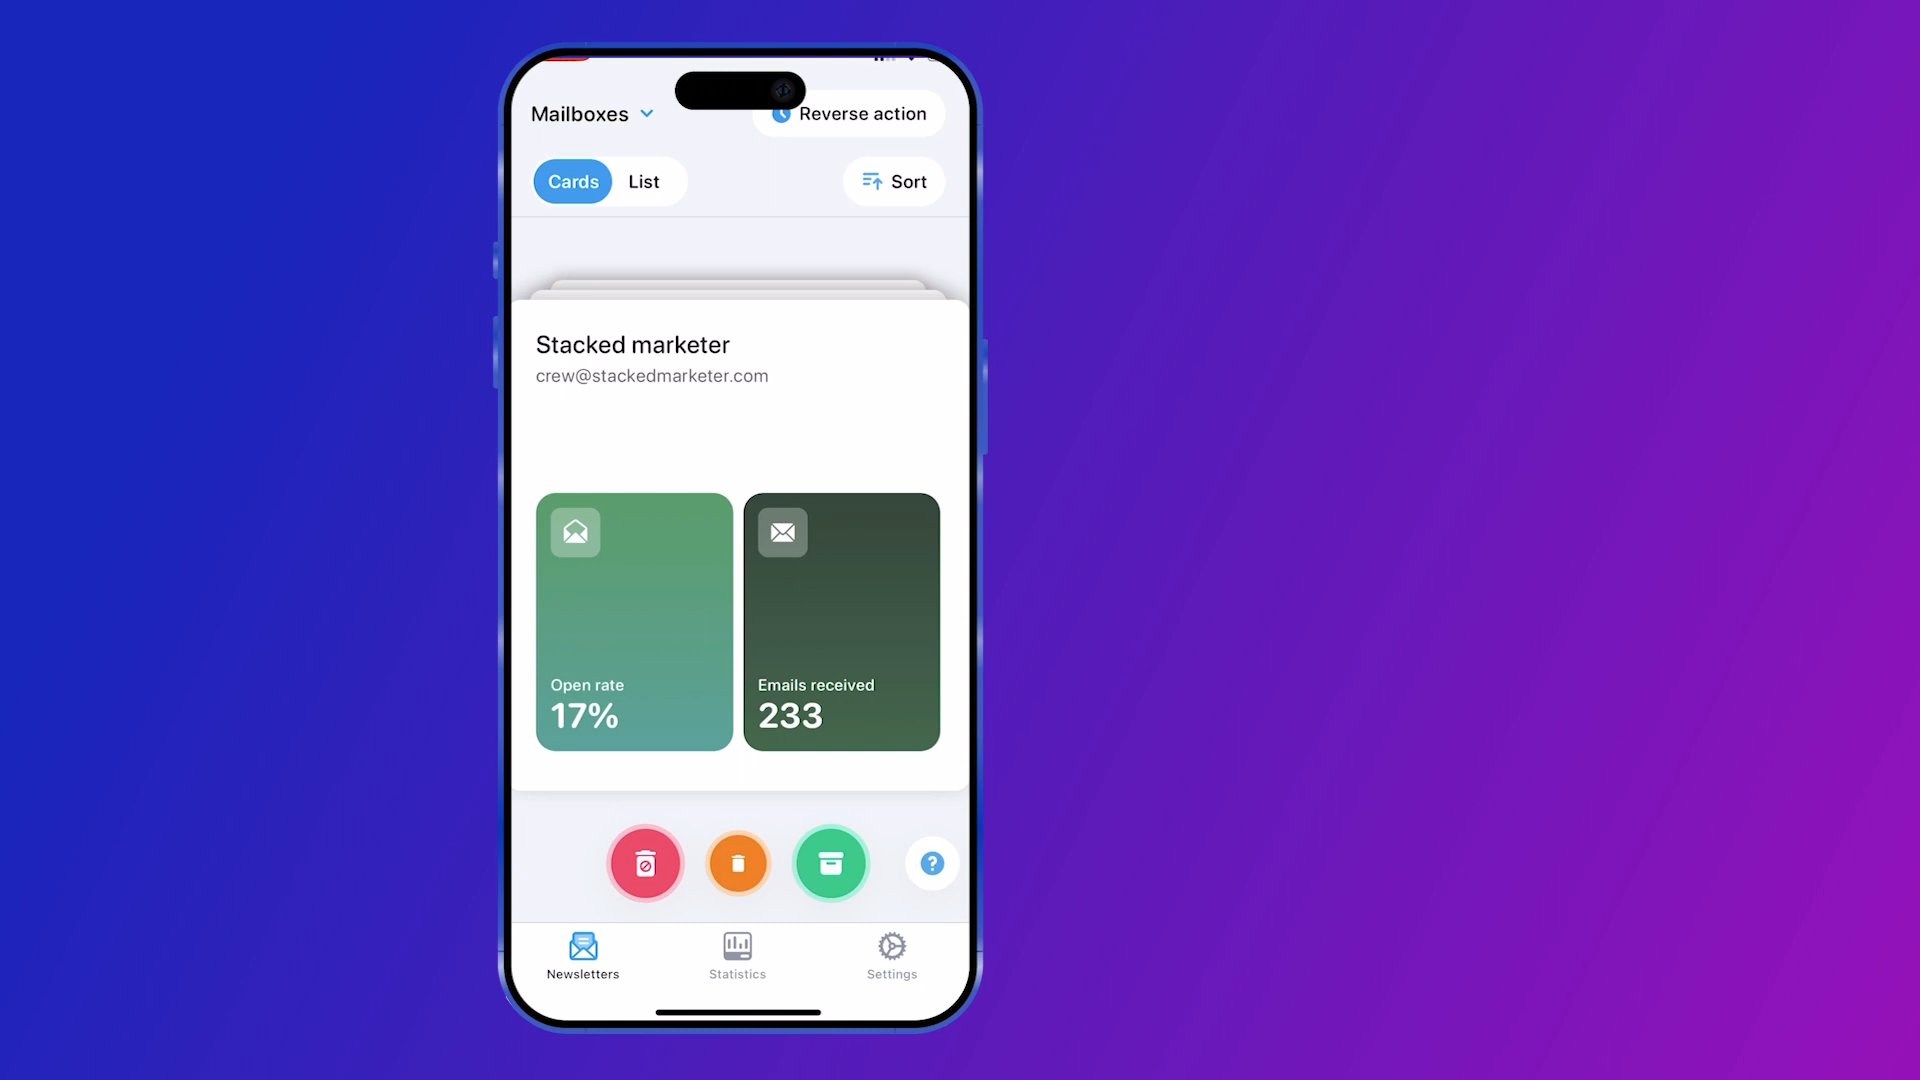 Mailboxes
Reverse action
Cards
List
Sort
Stacked marketer
crew@stackedmarketer.com
Open rate
17%
Emails received
233
?
Newsletters
Statistics
Settings